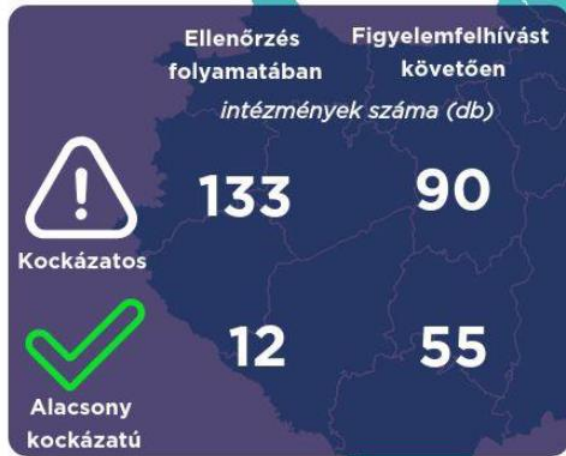 Ellenőrzés
folyamatában
Figyelemfelhívást
követően
intézmények száma (db)
133
90
Kockázatos
12
55
Alacsony
kockázatú